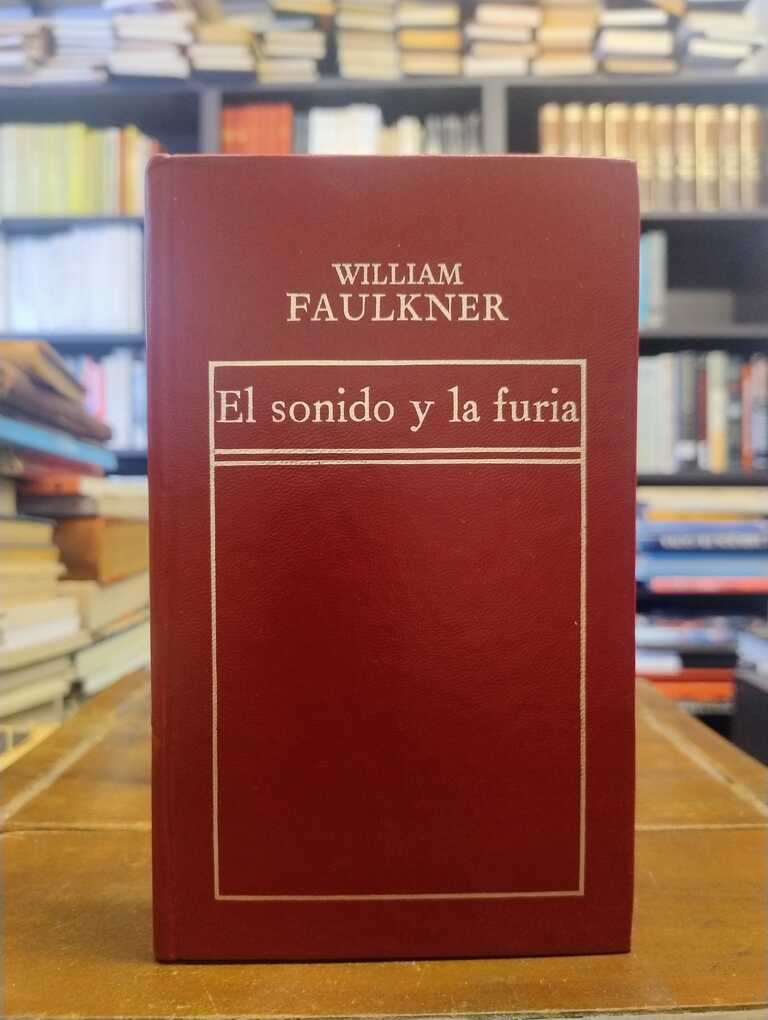 WILLIAM
FAULKNER
El sonido y la furia